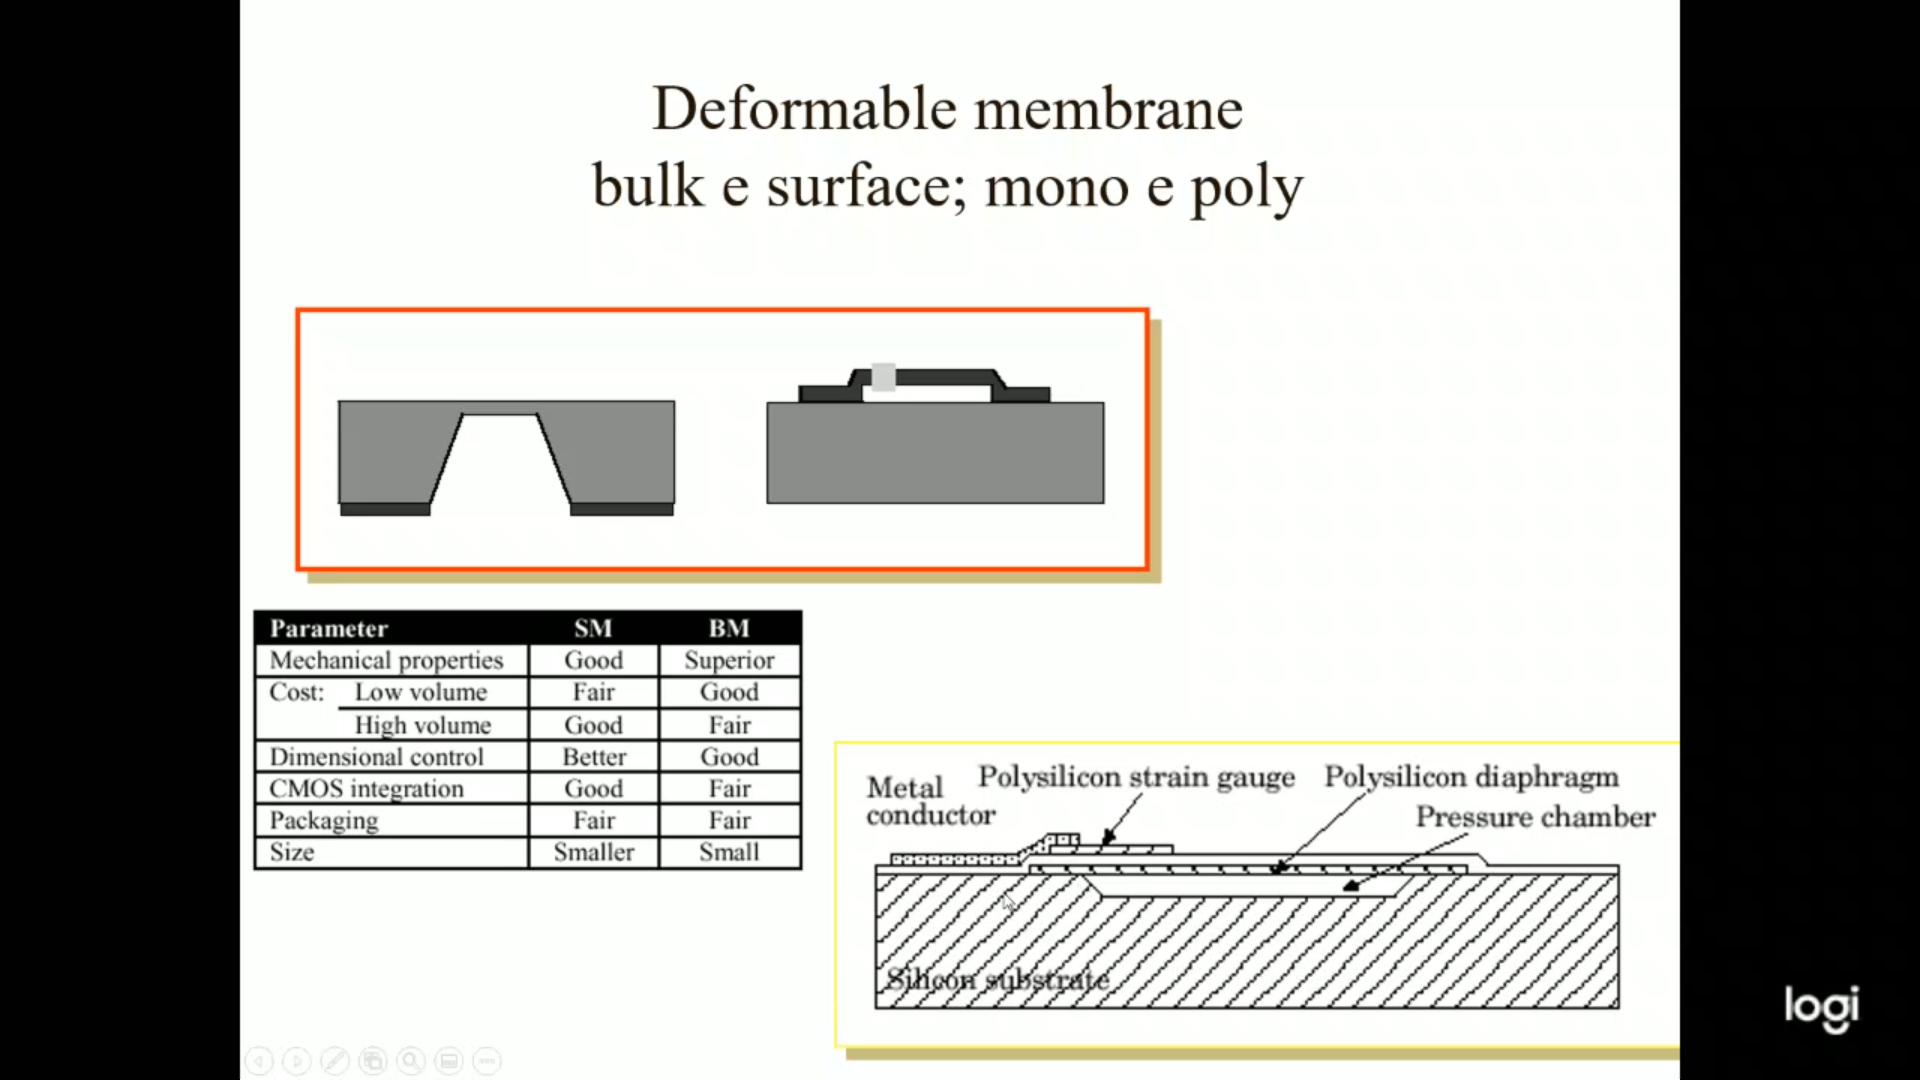 Deformable membrane
bulk e surface; mono e poly
Parameter SM BM
Mechanical properties Good Superior
Cost: Low volume Fair Good
High volume Good Fair
Dimensional control Better Good
CMOS integration Good Fair
Packaging Fair Fair
Size Smaller Small
Metal
conductor
Polysilicon strain gauge
Polysilicon diaphragm
Pressure chamber
Silicon substrate
logi